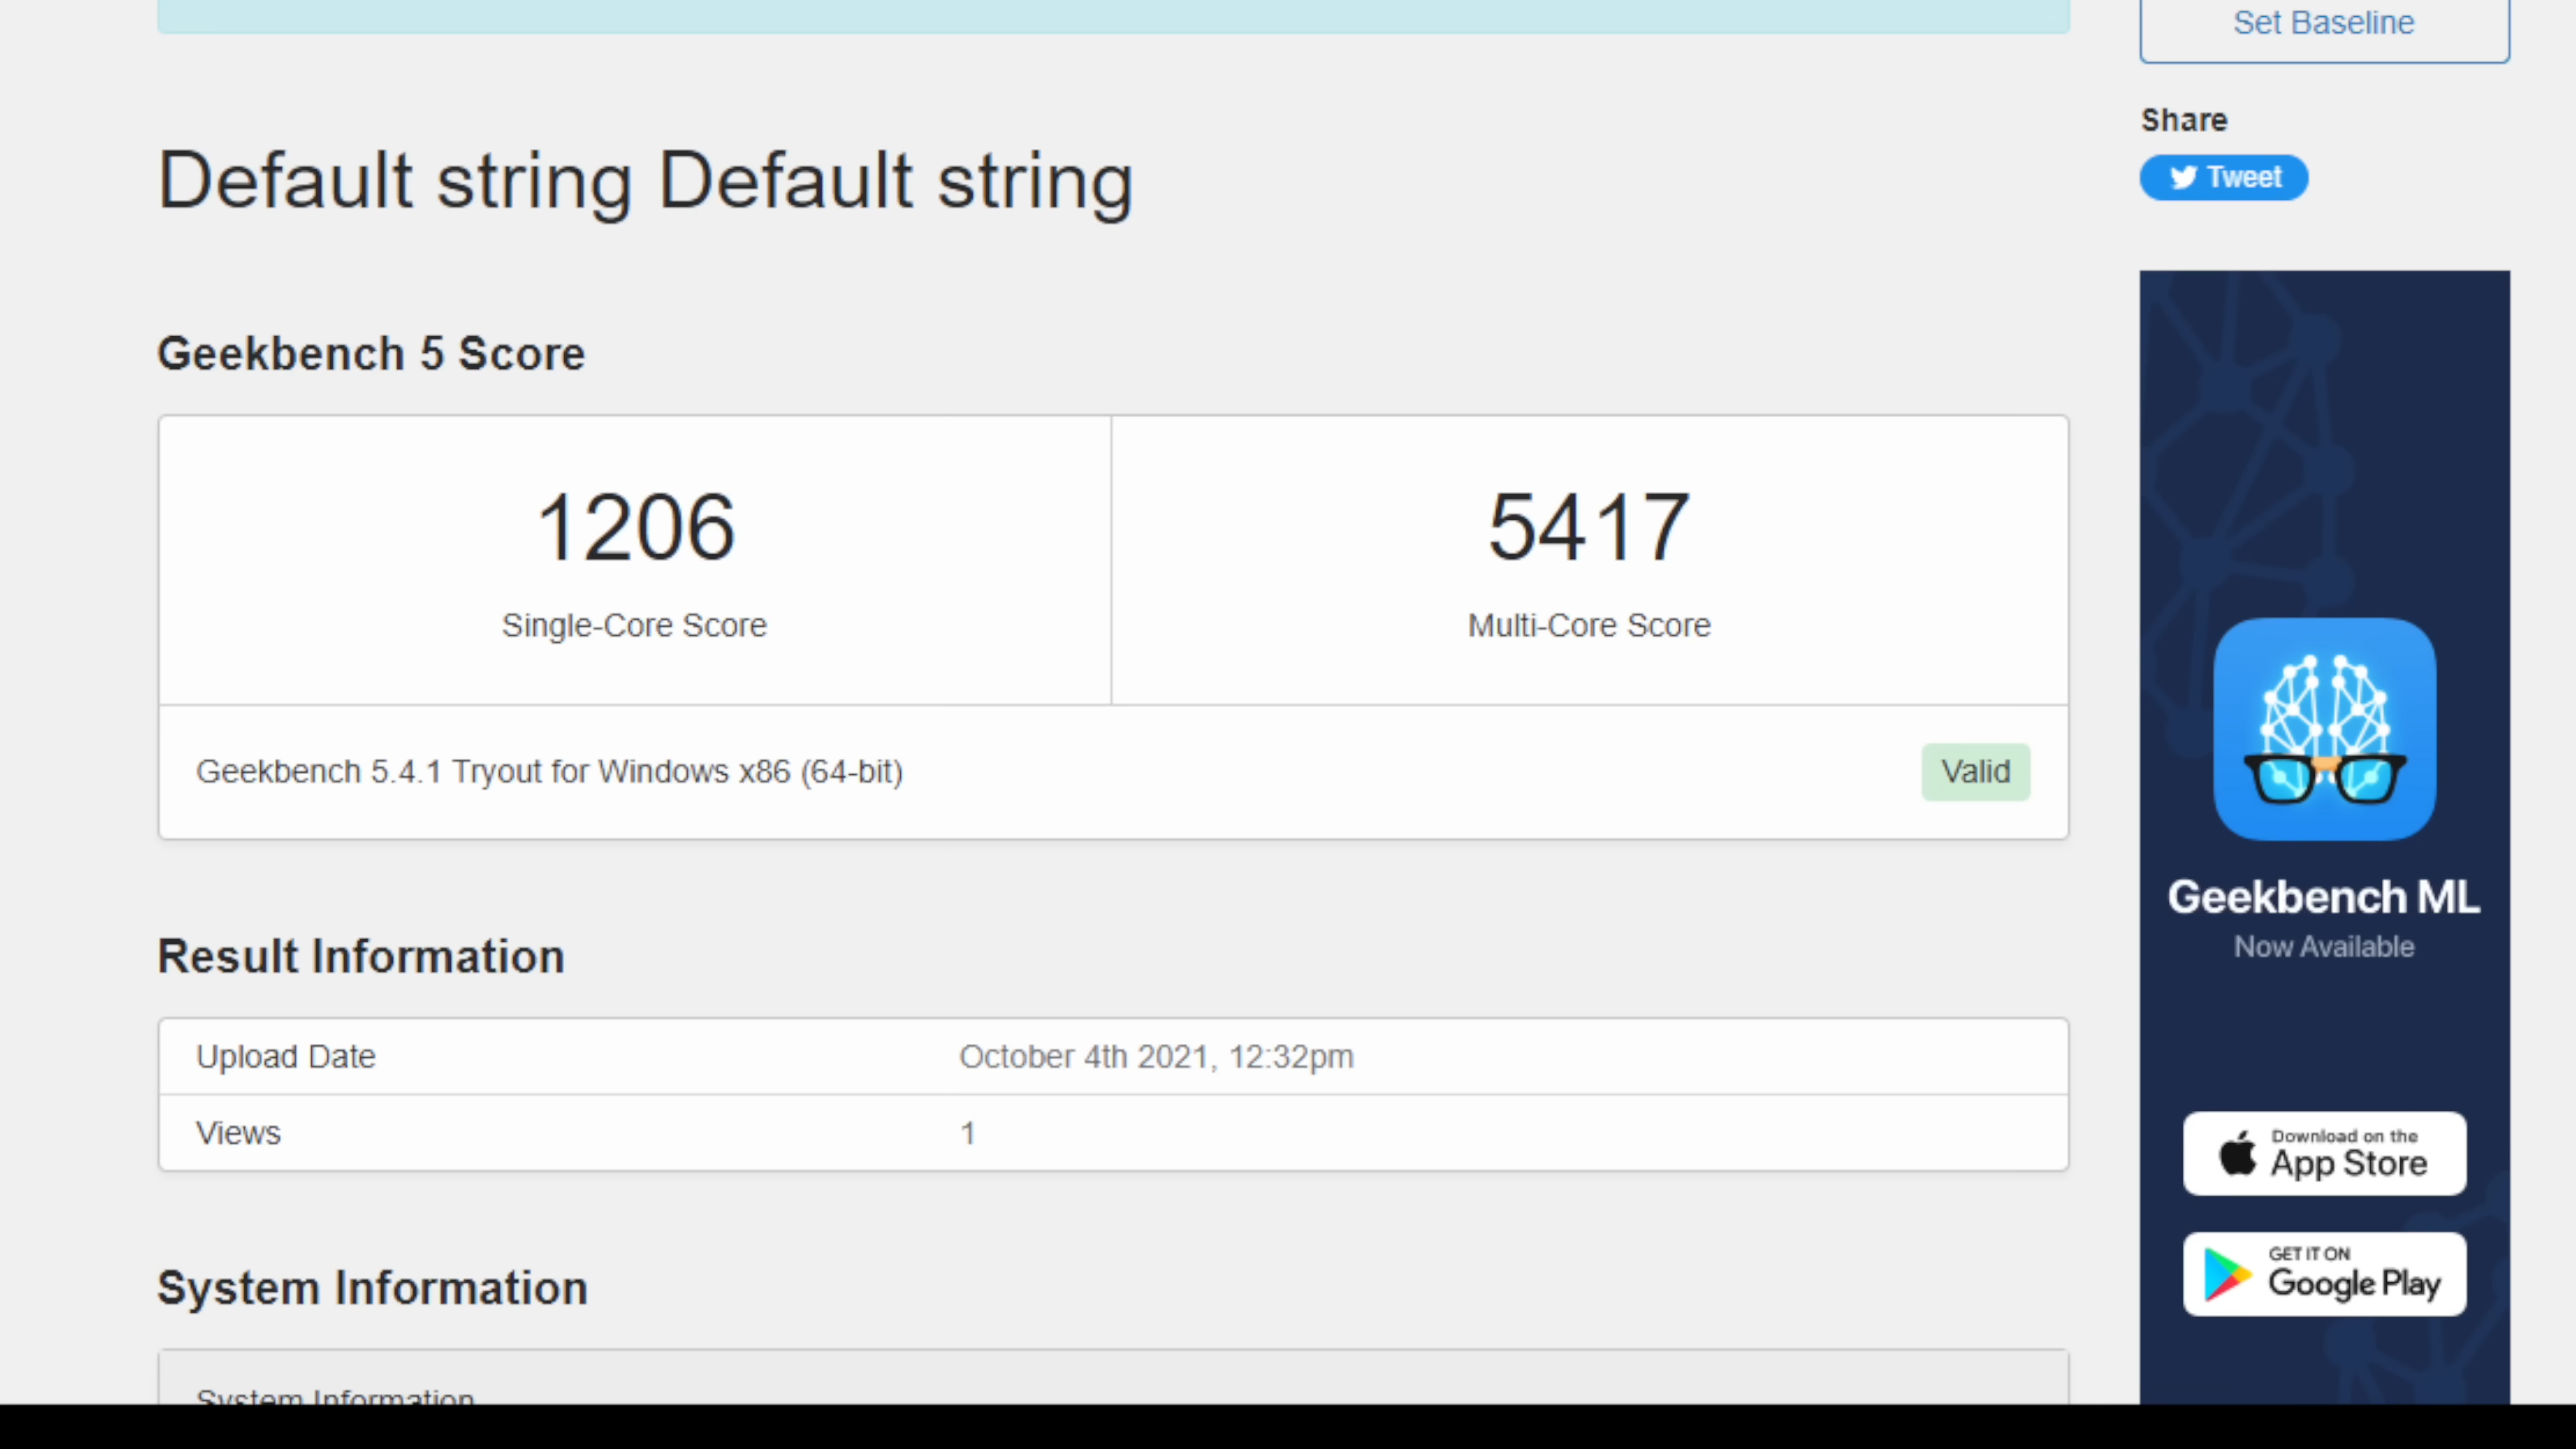 Set Baseline
Share
Tweet
Default string Default string
Geekbench 5 Score
1206
Single-Core Score
5417
Multi-Core Score
Geekbench 5.4.1 Tryout for Windows x86 (64-bit)
Valid
Result Information
Upload Date
October 4th 2021, 12:32pm
Views
1
System Information
System Information
Geekbench ML
Now Available
Download on the
App Store
GET IT ON
Google Play